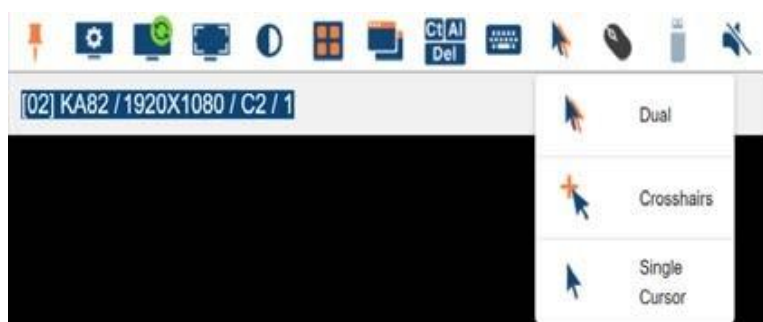 Ct Al
Del
[02] KA82 / 1920X1080 / C2 / 1
Dual
Crosshairs
Single
Cursor